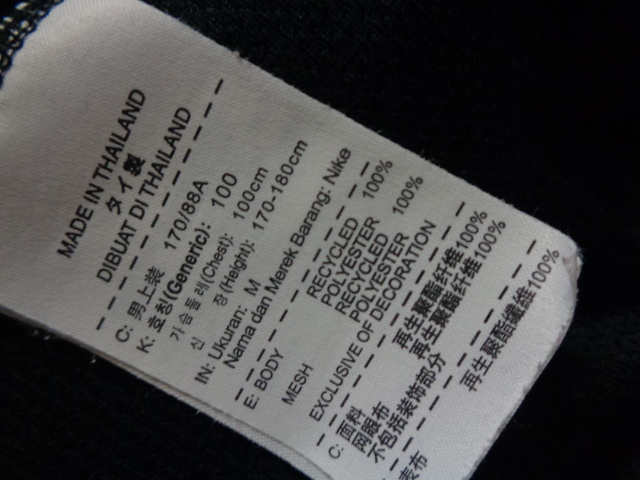 MADE IN THAILAND
タイ製
DIBUAT DI THAILAND
C: 男上装 170/88A
K: 호칭(Generic): 100
가슴둘레(Chest): 100cm
신 장(Height): 170-180cm
IN: Ukuran: M
Nama dan Merek Barang: Nike
E: BODY RECYCLED 100%
POLYESTER
MESH RECYCLED 100%
POLYESTER
EXCLUSIVE OF DECORATION
C: 面料 再生聚酯纤维100%
网眼布 再生聚酯纤维100%
不包括装饰部分
再生聚酯纖維100%
表布